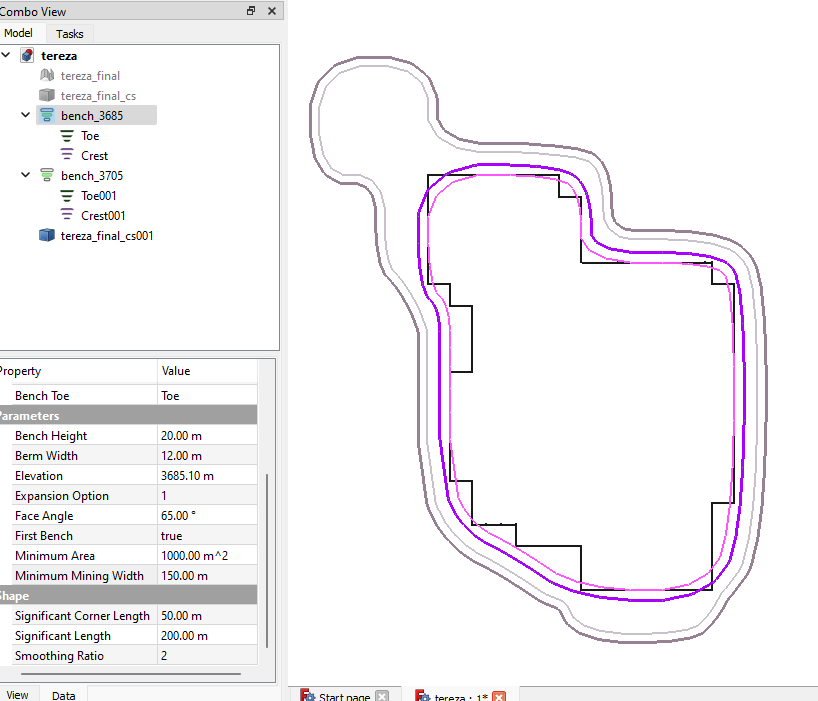 Combo View
Model Tasks
tereza
tereza_final
tereza_final_cs
bench_3685
Toe
Crest
bench_3705
Toe001
Crest001
tereza_final_cs001
Property Value
Bench Toe Toe
Parameters
Bench Height 20.00 m
Berm Width 12.00 m
Elevation 3685.10 m
Expansion Option 1
Face Angle 65.00 °
First Bench true
Minimum Area 1000.00 m^2
Minimum Mining Width 150.00 m
Shape
Significant Corner Length 50.00 m
Significant Length 200.00 m
Smoothing Ratio 2
View Data
Start page tereza : 1*